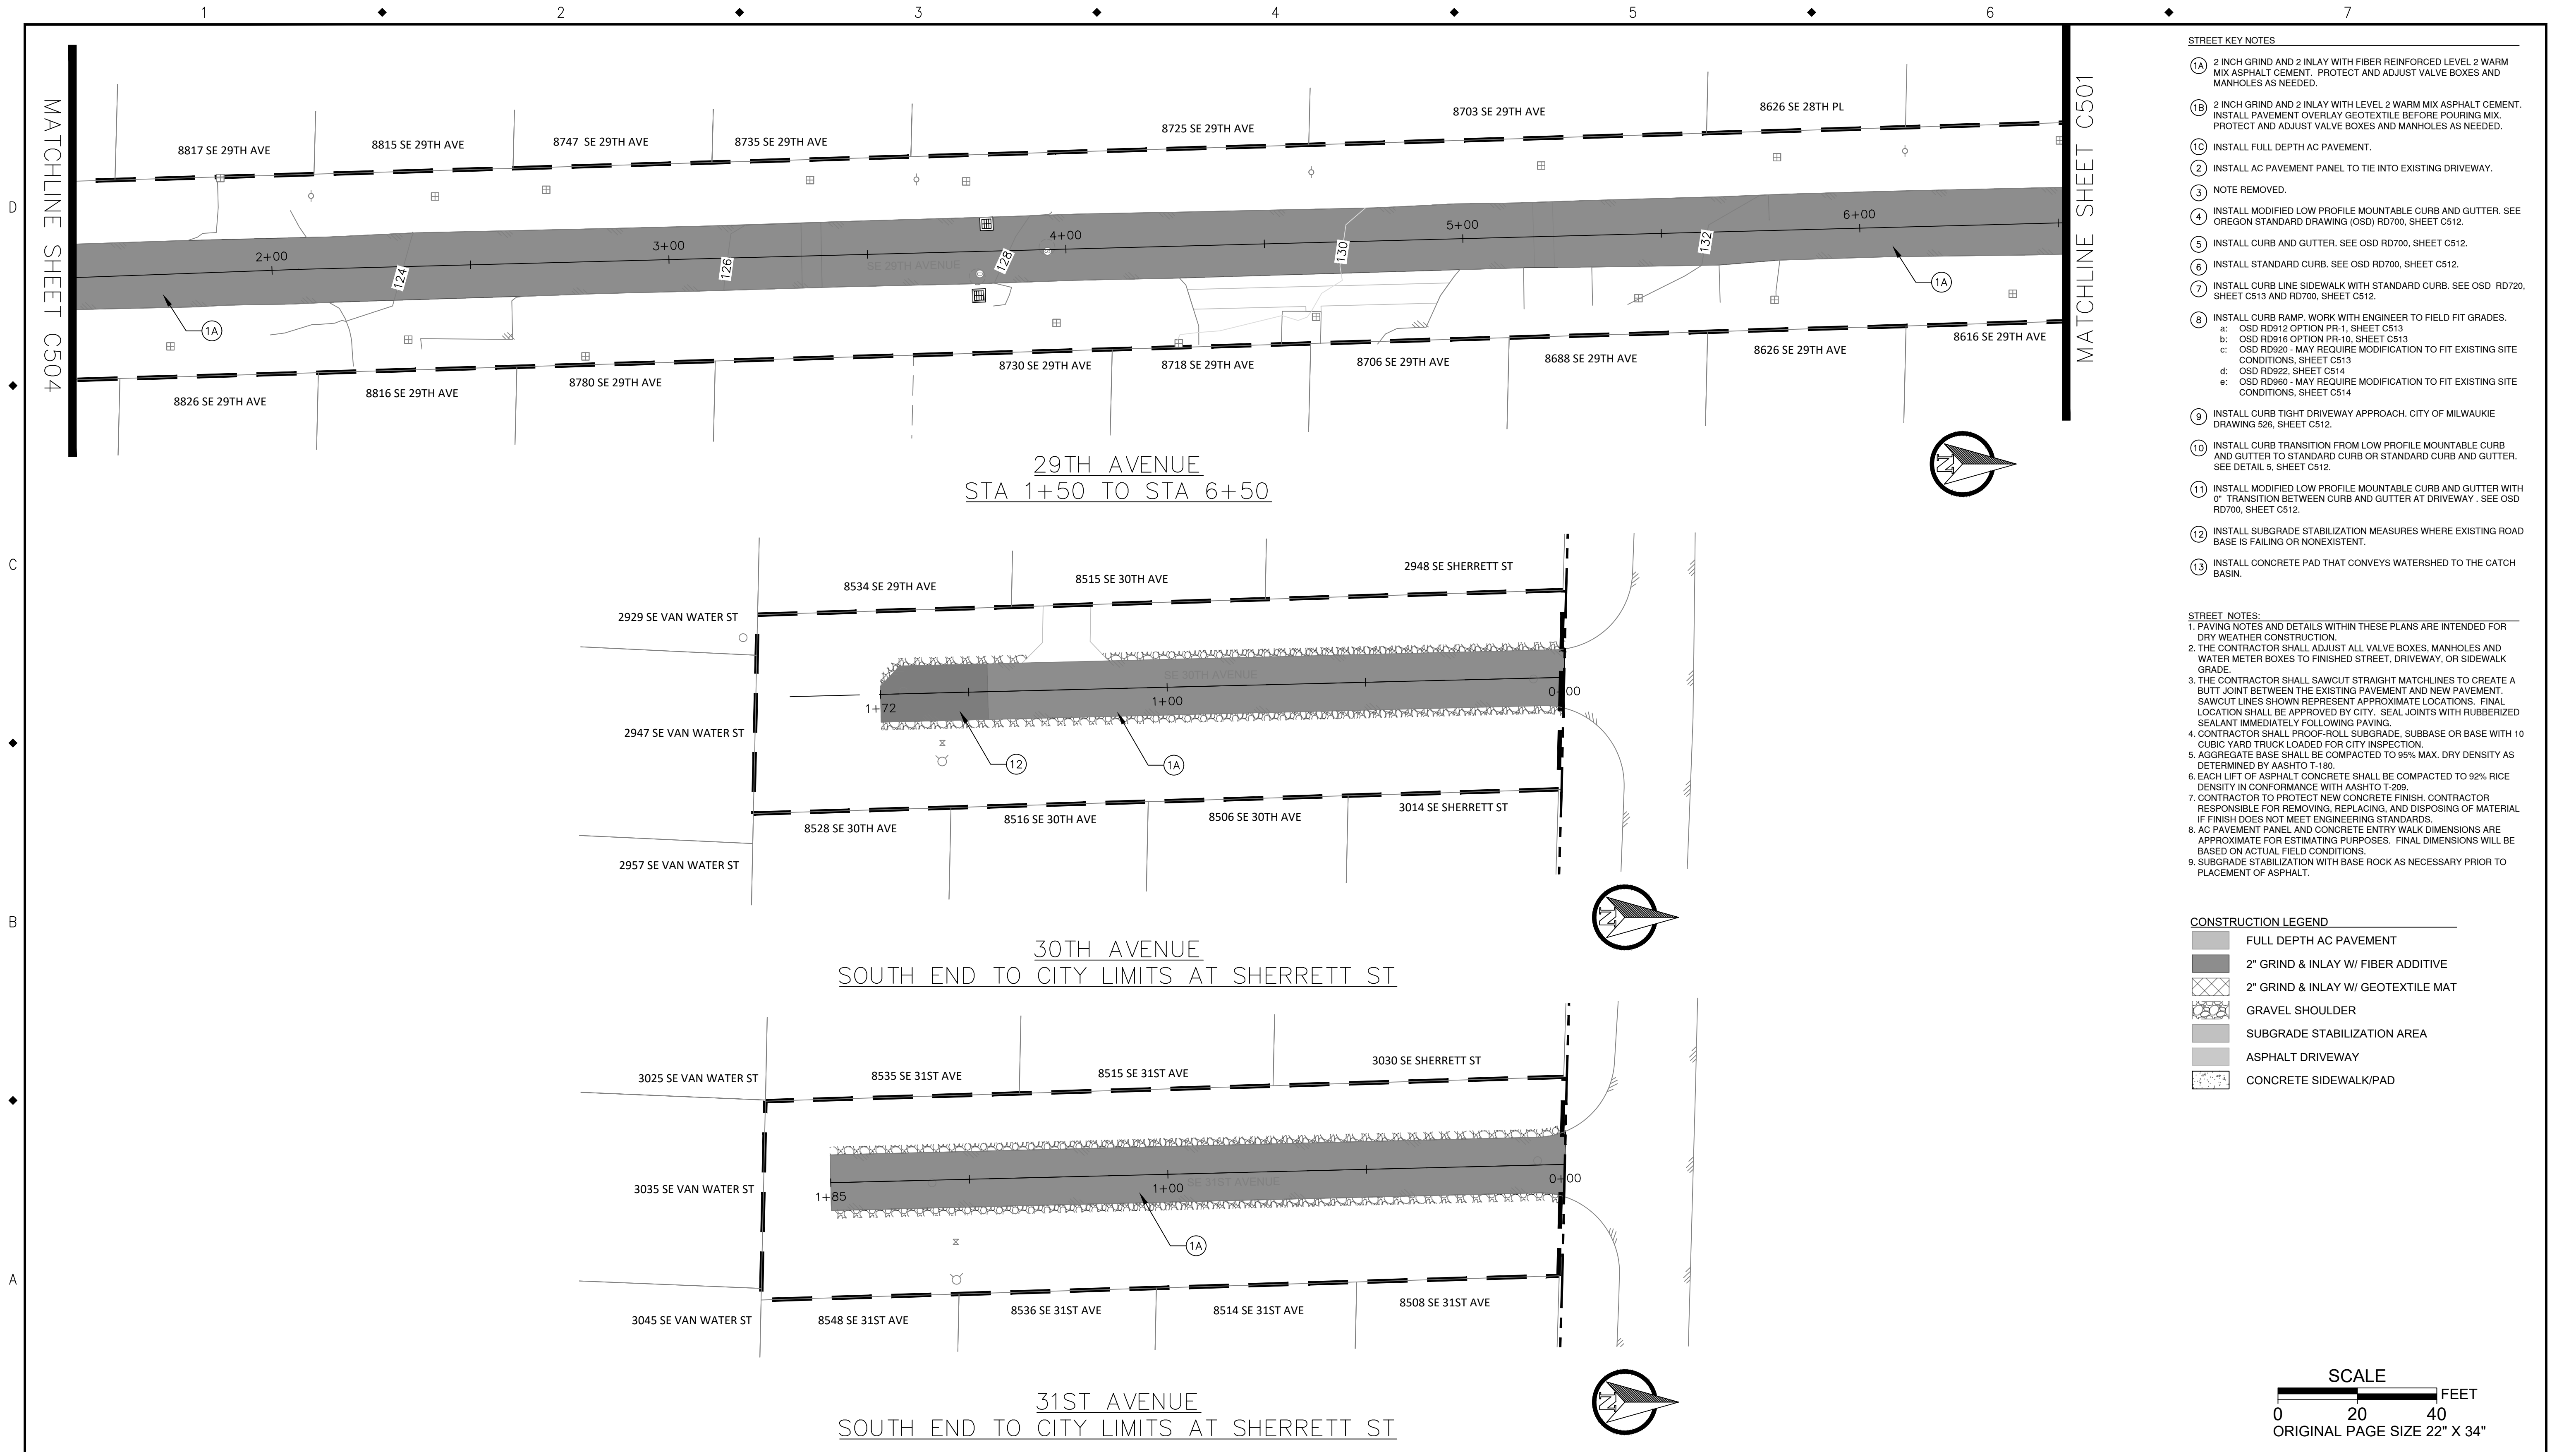 1 2 3 4 5 6 7
D
C
B
A
MATCHLINE SHEET C504
MATCHLINE SHEET C501
8817 SE 29TH AVE
8815 SE 29TH AVE
8747 SE 29TH AVE
8735 SE 29TH AVE
8725 SE 29TH AVE
8703 SE 29TH AVE
8626 SE 28TH PL
2+00
3+00
4+00
5+00
6+00
124
126
128
130
132
SE 29TH AVENUE
1A
1A
8826 SE 29TH AVE
8816 SE 29TH AVE
8780 SE 29TH AVE
8730 SE 29TH AVE
8718 SE 29TH AVE
8706 SE 29TH AVE
8688 SE 29TH AVE
8626 SE 29TH AVE
8616 SE 29TH AVE
29TH AVENUE
STA 1+50 TO STA 6+50
N
8534 SE 29TH AVE
8515 SE 30TH AVE
2948 SE SHERRETT ST
2929 SE VAN WATER ST
SE 30TH AVENUE
1+72
1+00
0+00
2947 SE VAN WATER ST
12
1A
8528 SE 30TH AVE
8516 SE 30TH AVE
8506 SE 30TH AVE
3014 SE SHERRETT ST
2957 SE VAN WATER ST
30TH AVENUE
SOUTH END TO CITY LIMITS AT SHERRETT ST
N
3025 SE VAN WATER ST
8535 SE 31ST AVE
8515 SE 31ST AVE
3030 SE SHERRETT ST
3035 SE VAN WATER ST
1+85
1+00
SE 31ST AVENUE
0+00
1A
3045 SE VAN WATER ST
8548 SE 31ST AVE
8536 SE 31ST AVE
8514 SE 31ST AVE
8508 SE 31ST AVE
31ST AVENUE
SOUTH END TO CITY LIMITS AT SHERRETT ST
N
STREET KEY NOTES
1A 2 INCH GRIND AND 2 INLAY WITH FIBER REINFORCED LEVEL 2 WARM
MIX ASPHALT CEMENT. PROTECT AND ADJUST VALVE BOXES AND
MANHOLES AS NEEDED.
1B 2 INCH GRIND AND 2 INLAY WITH LEVEL 2 WARM MIX ASPHALT CEMENT.
INSTALL PAVEMENT OVERLAY GEOTEXTILE BEFORE POURING MIX.
PROTECT AND ADJUST VALVE BOXES AND MANHOLES AS NEEDED.
1C INSTALL FULL DEPTH AC PAVEMENT.
2 INSTALL AC PAVEMENT PANEL TO TIE INTO EXISTING DRIVEWAY.
3 NOTE REMOVED.
4 INSTALL MODIFIED LOW PROFILE MOUNTABLE CURB AND GUTTER. SEE
OREGON STANDARD DRAWING (OSD) RD700, SHEET C512.
5 INSTALL CURB AND GUTTER. SEE OSD RD700, SHEET C512.
6 INSTALL STANDARD CURB. SEE OSD RD700, SHEET C512.
7 INSTALL CURB LINE SIDEWALK WITH STANDARD CURB. SEE OSD RD720,
SHEET C513 AND RD700, SHEET C512.
8 INSTALL CURB RAMP. WORK WITH ENGINEER TO FIELD FIT GRADES.
a: OSD RD912 OPTION PR-1, SHEET C513
b: OSD RD916 OPTION PR-10, SHEET C513
c: OSD RD920 - MAY REQUIRE MODIFICATION TO FIT EXISTING SITE
CONDITIONS, SHEET C513
d: OSD RD922, SHEET C514
e: OSD RD960 - MAY REQUIRE MODIFICATION TO FIT EXISTING SITE
CONDITIONS, SHEET C514
9 INSTALL CURB TIGHT DRIVEWAY APPROACH. CITY OF MILWAUKIE
DRAWING 526, SHEET C512.
10 INSTALL CURB TRANSITION FROM LOW PROFILE MOUNTABLE CURB
AND GUTTER TO STANDARD CURB OR STANDARD CURB AND GUTTER.
SEE DETAIL 5, SHEET C512.
11 INSTALL MODIFIED LOW PROFILE MOUNTABLE CURB AND GUTTER WITH
0" TRANSITION BETWEEN CURB AND GUTTER AT DRIVEWAY . SEE OSD
RD700, SHEET C512.
12 INSTALL SUBGRADE STABILIZATION MEASURES WHERE EXISTING ROAD
BASE IS FAILING OR NONEXISTENT.
13 INSTALL CONCRETE PAD THAT CONVEYS WATERSHED TO THE CATCH
BASIN.
STREET NOTES:
1. PAVING NOTES AND DETAILS WITHIN THESE PLANS ARE INTENDED FOR
DRY WEATHER CONSTRUCTION.
2. THE CONTRACTOR SHALL ADJUST ALL VALVE BOXES, MANHOLES AND
WATER METER BOXES TO FINISHED STREET, DRIVEWAY, OR SIDEWALK
GRADE.
3. THE CONTRACTOR SHALL SAWCUT STRAIGHT MATCHLINES TO CREATE A
BUTT JOINT BETWEEN THE EXISTING PAVEMENT AND NEW PAVEMENT.
SAWCUT LINES SHOWN REPRESENT APPROXIMATE LOCATIONS. FINAL
LOCATION SHALL BE APPROVED BY CITY. SEAL JOINTS WITH RUBBERIZED
SEALANT IMMEDIATELY FOLLOWING PAVING.
4. CONTRACTOR SHALL PROOF-ROLL SUBGRADE, SUBBASE OR BASE WITH 10
CUBIC YARD TRUCK LOADED FOR CITY INSPECTION.
5. AGGREGATE BASE SHALL BE COMPACTED TO 95% MAX. DRY DENSITY AS
DETERMINED BY AASHTO T-180.
6. EACH LIFT OF ASPHALT CONCRETE SHALL BE COMPACTED TO 92% RICE
DENSITY IN CONFORMANCE WITH AASHTO T-209.
7. CONTRACTOR TO PROTECT NEW CONCRETE FINISH. CONTRACTOR
RESPONSIBLE FOR REMOVING, REPLACING, AND DISPOSING OF MATERIAL
IF FINISH DOES NOT MEET ENGINEERING STANDARDS.
8. AC PAVEMENT PANEL AND CONCRETE ENTRY WALK DIMENSIONS ARE
APPROXIMATE FOR ESTIMATING PURPOSES. FINAL DIMENSIONS WILL BE
BASED ON ACTUAL FIELD CONDITIONS.
9. SUBGRADE STABILIZATION WITH BASE ROCK AS NECESSARY PRIOR TO
PLACEMENT OF ASPHALT.
CONSTRUCTION LEGEND
FULL DEPTH AC PAVEMENT
2" GRIND & INLAY W/ FIBER ADDITIVE
2" GRIND & INLAY W/ GEOTEXTILE MAT
GRAVEL SHOULDER
SUBGRADE STABILIZATION AREA
ASPHALT DRIVEWAY
CONCRETE SIDEWALK/PAD
SCALE
FEET
0 20 40
ORIGINAL PAGE SIZE 22" X 34"